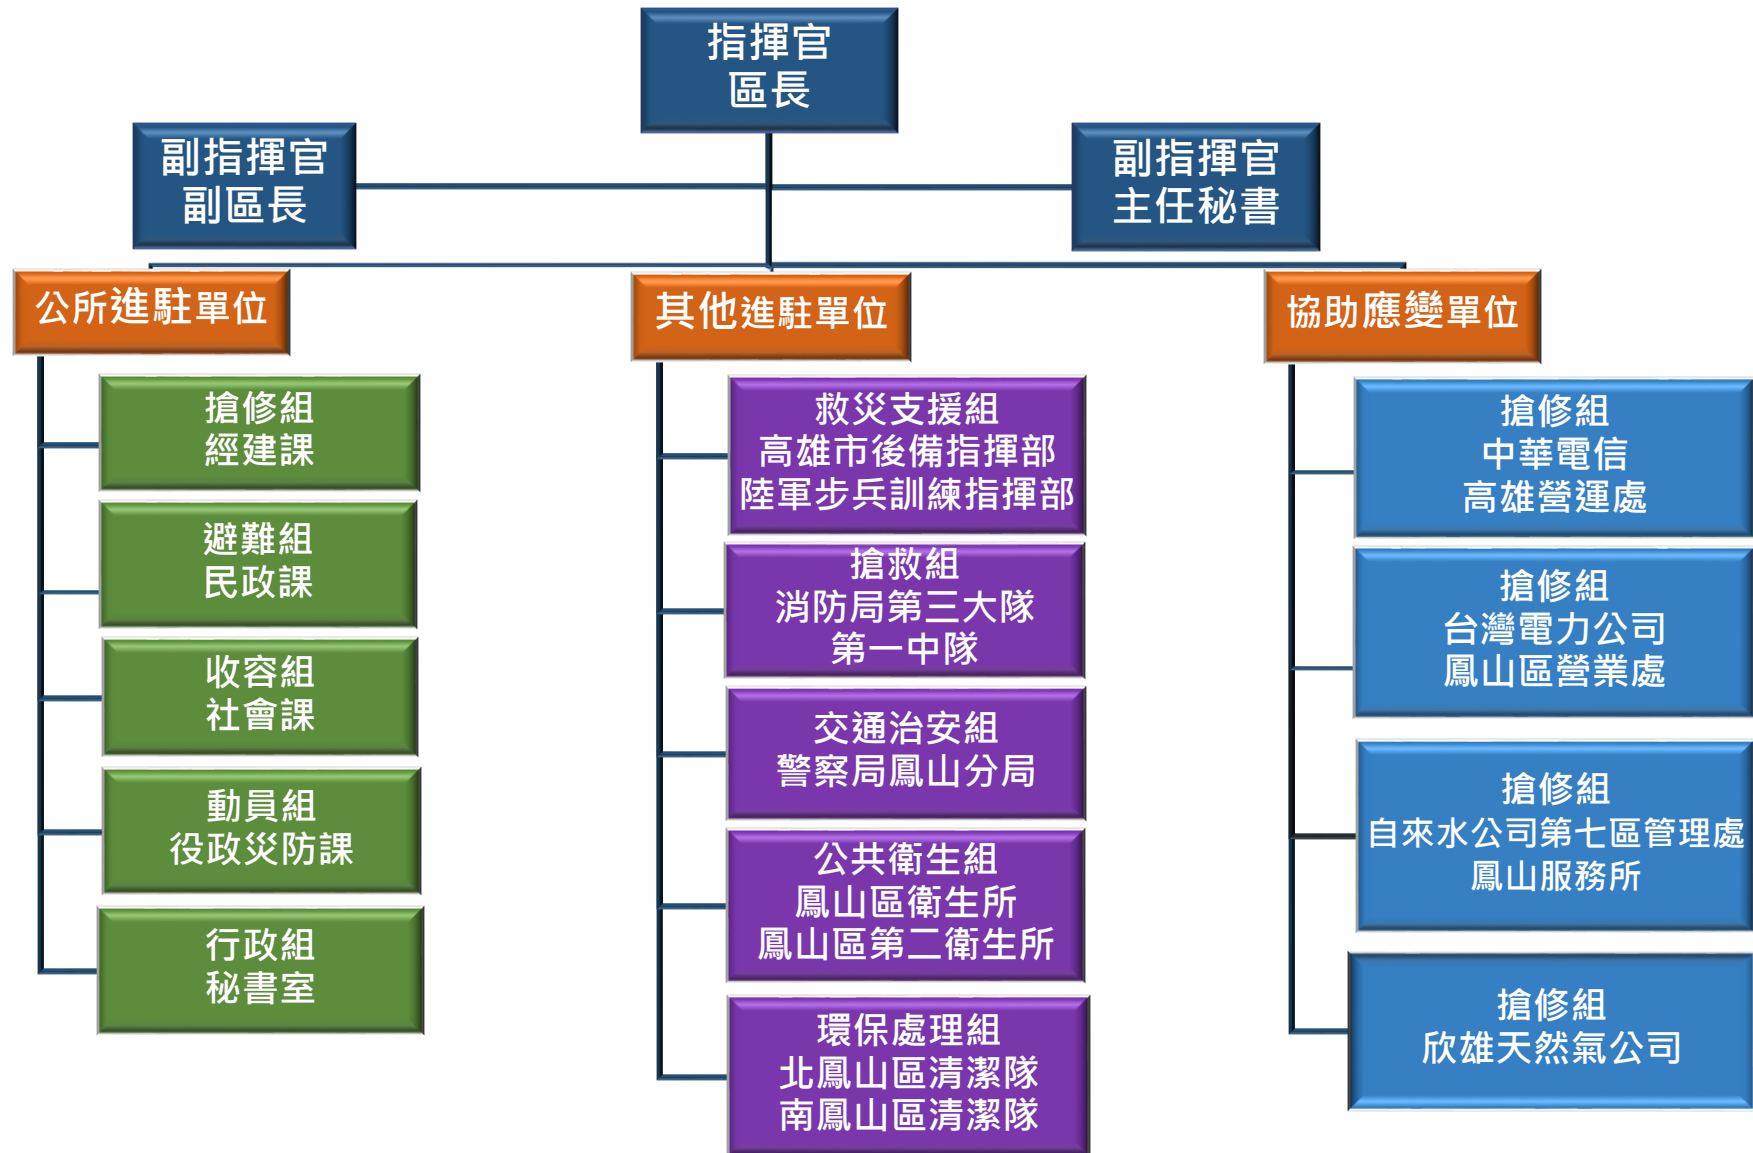 指揮官
區長
副指揮官
副區長
副指揮官
主任秘書
公所進駐單位
其他進駐單位
協助應變單位
搶修組
經建課
避難組
民政課
收容組
社會課
動員組
役政災防課
行政組
秘書室
救災支援組
高雄市後備指揮部
陸軍步兵訓練指揮部
搶救組
消防局第三大隊
第一中隊
交通治安組
警察局鳳山分局
公共衛生組
鳳山區衛生所
鳳山區第二衛生所
環保處理組
北鳳山區清潔隊
南鳳山區清潔隊
搶修組
中華電信
高雄營運處
搶修組
台灣電力公司
鳳山區營業處
搶修組
自來水公司第七區管理處
鳳山服務所
搶修組
欣雄天然氣公司